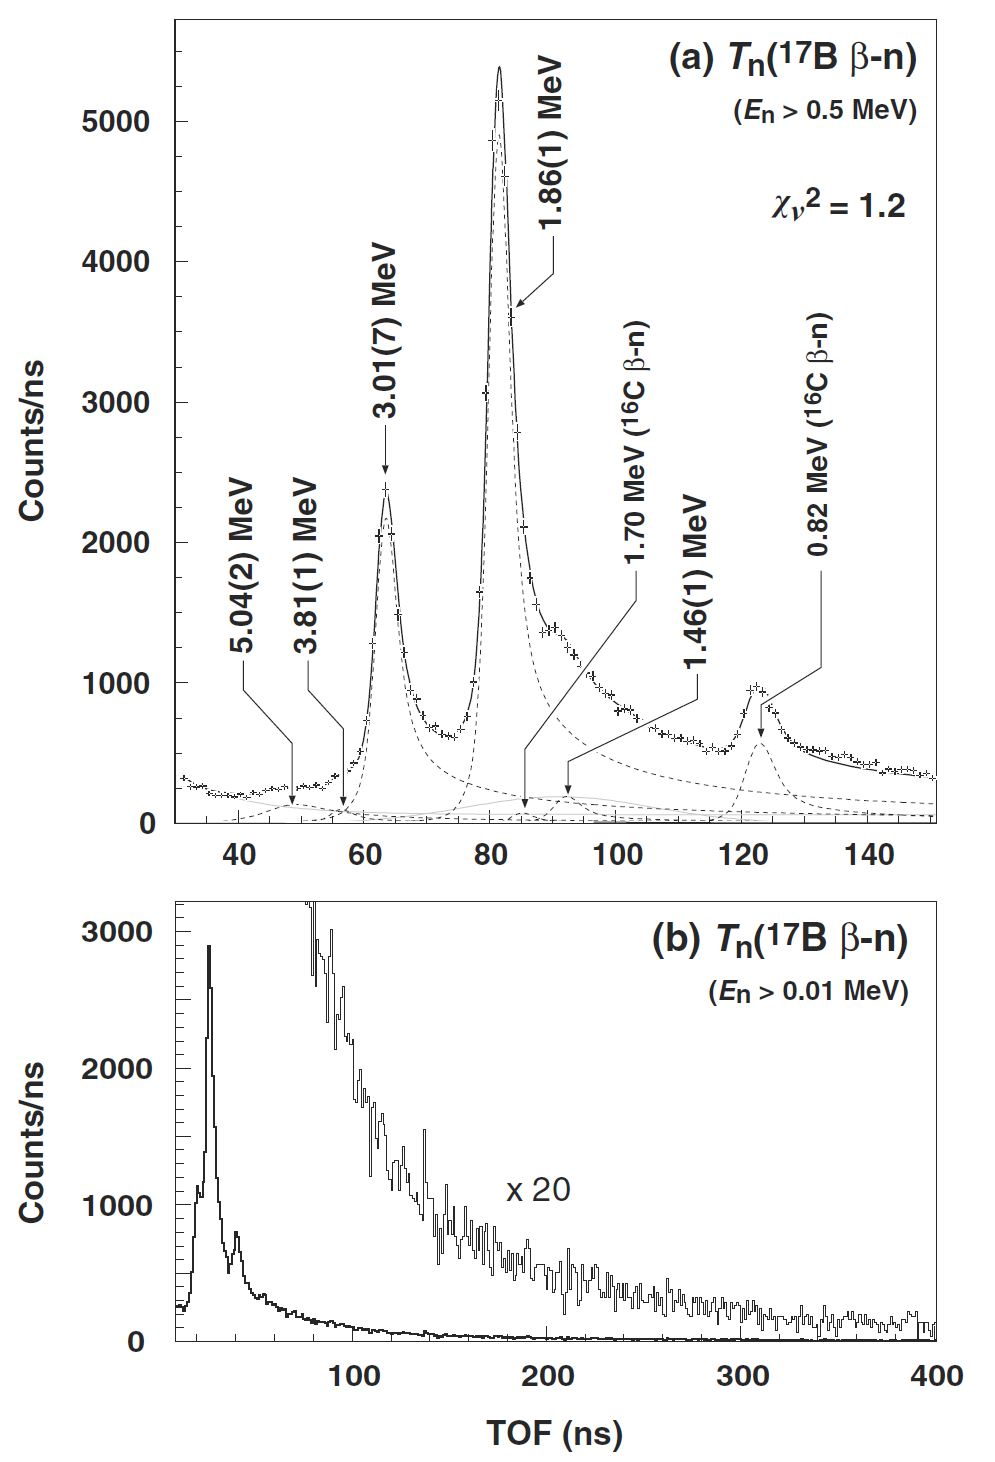 (a) Tn(17B β-n)
(En > 0.5 MeV)
χν2 = 1.2
5.04(2) MeV
3.81(1) MeV
3.01(7) MeV
1.86(1) MeV
1.70 MeV (16C β-n)
1.46(1) MeV
0.82 MeV (16C β-n)
Counts/ns
5000
4000
3000
2000
1000
0
40 60 80 100 120 140
(b) Tn(17B β-n)
(En > 0.01 MeV)
x 20
Counts/ns
3000
2000
1000
0
100 200 300 400
TOF (ns)